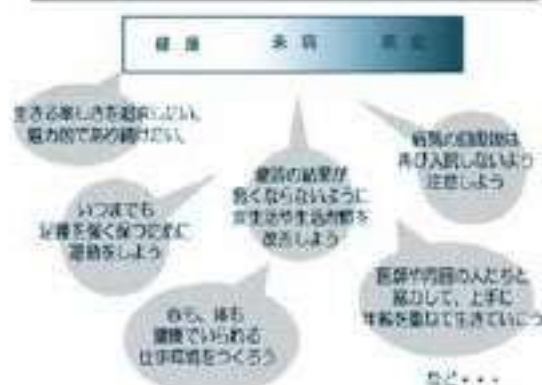 健康 未病 病気
生きる楽しさを追求したい。
魅力的であり続けたい。
健診の結果が
悪くならないように
食生活や生活習慣を
改善しよう
病気の回復後は
再び入院しないよう
注意しよう
いつまでも
足腰を強く保つために
運動をしよう
医師や周囲の人たちと
協力して、上手に
年齢を重ねて生きていこう
心も、体も
健康でいられる
仕事環境をつくろう
など・・・